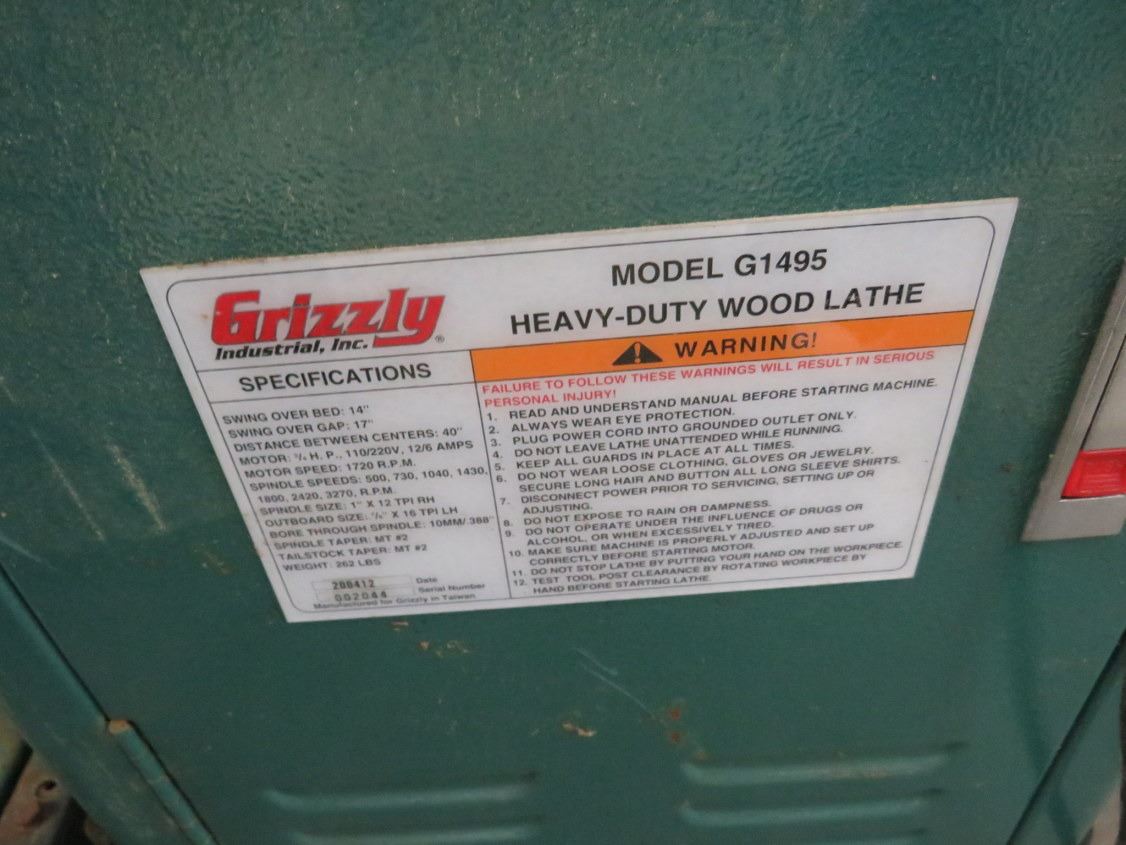 Grizzly ®
Industrial, Inc.
MODEL G1495
HEAVY-DUTY WOOD LATHE
SPECIFICATIONS
SWING OVER BED: 14"
SWING OVER GAP: 17"
DISTANCE BETWEEN CENTERS: 40"
MOTOR: H. P., 110/220V, 12/6 AMPS
MOTOR SPEED: 1720 R.P.M.
SPINDLE SPEEDS: 500, 730, 1040, 1430,
1800, 2420, 3270, R.P.M.
SPINDLE SIZE: 1" X 12 TPI RH
OUTBOARD SIZE: X 16 TPI LH
BORE THROUGH SPINDLE: 10MM/.388"
SPINDLE TAPER: MT #2
TAILSTOCK TAPER: MT #2
WEIGHT: 262 LBS
200412 Date
002044 Serial Number
Manufactured for Grizzly in Taiwan
WARNING!
FAILURE TO FOLLOW THESE WARNINGS WILL RESULT IN SERIOUS
PERSONAL INJURY!
1. READ AND UNDERSTAND MANUAL BEFORE STARTING MACHINE.
2. ALWAYS WEAR EYE PROTECTION.
3. PLUG POWER CORD INTO GROUNDED OUTLET ONLY.
4. DO NOT LEAVE LATHE UNATTENDED WHILE RUNNING.
5. KEEP ALL GUARDS IN PLACE AT ALL TIMES.
6. DO NOT WEAR LOOSE CLOTHING, GLOVES OR JEWELRY.
SECURE LONG HAIR AND BUTTON ALL LONG SLEEVE SHIRTS.
7. DISCONNECT POWER PRIOR TO SERVICING, SETTING UP OR
ADJUSTING.
8. DO NOT EXPOSE TO RAIN OR DAMPNESS.
9. DO NOT OPERATE UNDER THE INFLUENCE OF DRUGS OR
ALCOHOL, OR WHEN EXCESSIVELY TIRED.
10. MAKE SURE MACHINE IS PROPERLY ADJUSTED AND SET UP
CORRECTLY BEFORE STARTING MOTOR.
11. DO NOT STOP LATHE BY PUTTING YOUR HAND ON THE WORKPIECE.
12. TEST TOOL POST CLEARANCE BY ROTATING WORKPIECE BY
HAND BEFORE STARTING LATHE.